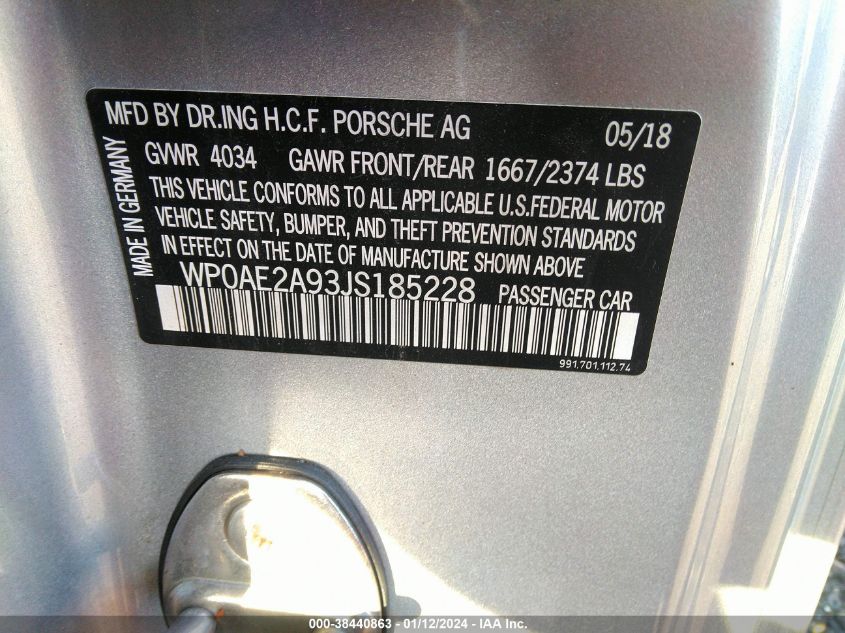 MFD BY DR.ING H.C.F. PORSCHE AG 05/18
GVWR 4034 GAWR FRONT/REAR 1667/2374 LBS
THIS VEHICLE CONFORMS TO ALL APPLICABLE U.S.FEDERAL MOTOR
VEHICLE SAFETY, BUMPER, AND THEFT PREVENTION STANDARDS
IN EFFECT ON THE DATE OF MANUFACTURE SHOWN ABOVE
WP0AE2A93JS185228 PASSENGER CAR
991.701.112.74
MADE IN GERMANY
000-38440863 - 01/12/2024 - IAA Inc.